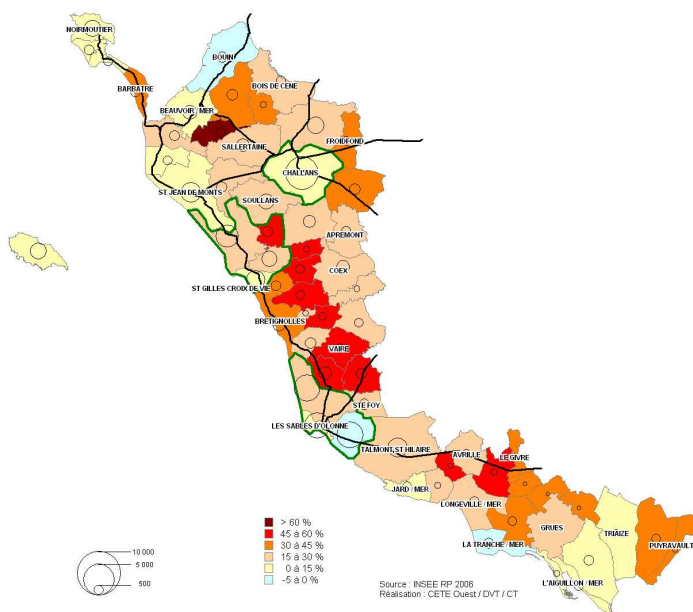 NOIRMOUTIER
BOUIN
BARBATRE
BOIS DE CENE
BEAUVOIR / MER
FROIDFOND
SALLERTAINE
CHALL'ANS
ST JEAN DE MONTS
SOULLANS
APREMONT
COEX
ST GILLES CROIX DE VIE
BRETIGNOLLES
VAIRE
STE FOY
LES SABLES D'OLONNE
TALMONT ST HILAIRE
AVRILLE
LE GIVRE
JARD / MER
LONGEVILLE / MER
GRUES
TRIAIZE
LA TRANCHE / MER
PUYRAVAULT
L'AIGUILLON / MER
> 60 %
45 à 60 %
30 à 45 %
15 à 30 %
0 à 15 %
-5 à 0 %
10 000
5 000
500
Source : INSEE RP 2006
Réalisation : CETE Ouest / DVT / CT